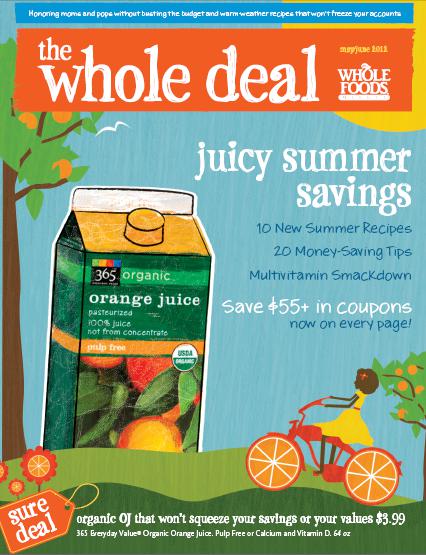 Honoring moms and pops without busting the budget and warm weather recipes that won't freeze your accounts
the
whole deal
may/june 2012
WHOLE
FOODS
juicy summer
savings
10 New Summer Recipes
20 Money-Saving Tips
Multivitamin Smackdown
Save $55+ in coupons
now on every page!
365 organic
orange juice
pasteurized
100% juice
not from concentrate
pulp free
USDA
ORGANIC
sure
deal
organic OJ that won't squeeze your savings or your values $3.99
365 Everyday Value® Organic Orange Juice. Pulp Free or Calcium and Vitamin D. 64 oz